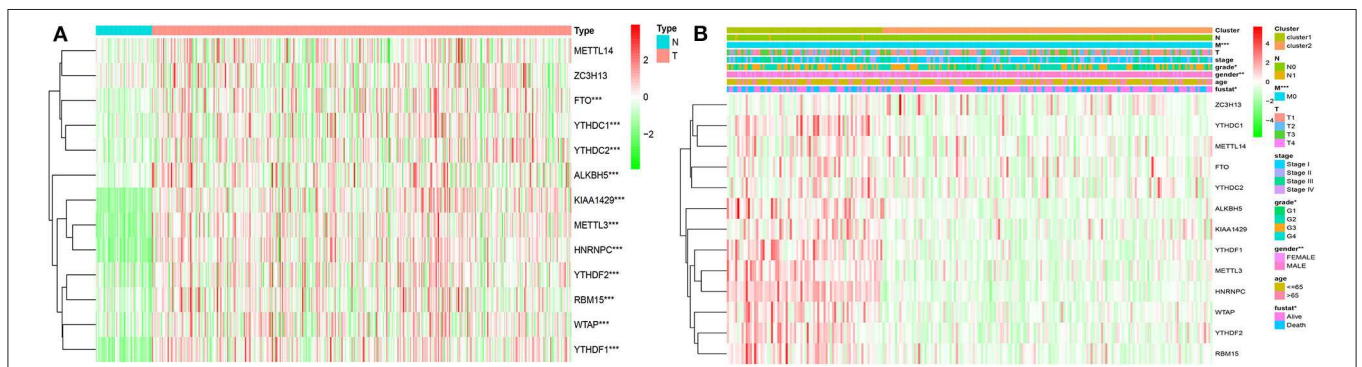 A
Type
METTL14
ZC3H13
FTO***
YTHDC1***
YTHDC2***
ALKBH5***
KIAA1429***
METTL3***
HNRNPC***
YTHDF2***
RBM15***
WTAP***
YTHDF1***
2
0
−2
Type
N
T
B
Cluster
N
M***
T
stage
grade*
gender**
age
fustat*
ZC3H13
YTHDC1
METTL14
FTO
YTHDC2
ALKBH5
KIAA1429
YTHDF1
METTL3
HNRNPC
WTAP
YTHDF2
RBM15
4
2
0
−2
−4
Cluster
cluster1
cluster2
N
N0
N1
M***
M0
T
T1
T2
T3
T4
stage
Stage I
Stage II
Stage III
Stage IV
grade*
G1
G2
G3
G4
gender**
FEMALE
MALE
age
<=65
>65
fustat*
Alive
Death